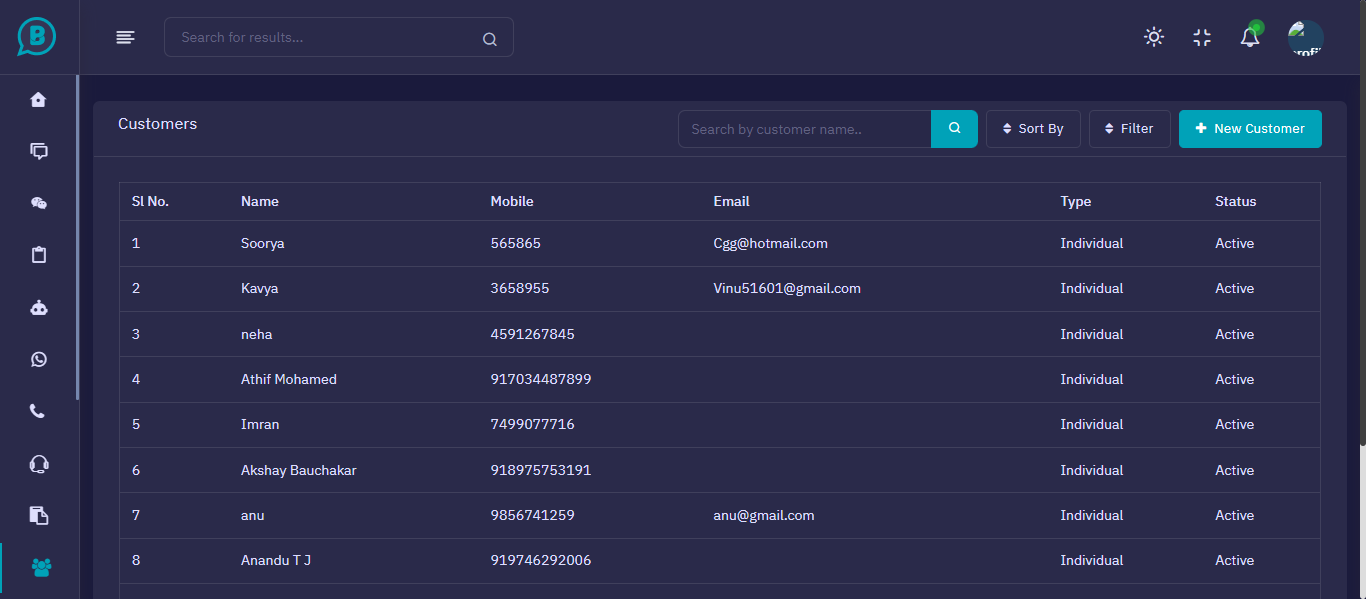 B
Search for results...
rofil
Customers
Search by customer name..
Sort By
Filter
New Customer
Sl No. Name Mobile Email Type Status
1 Soorya 565865 Cgg@hotmail.com Individual Active
2 Kavya 3658955 Vinu51601@gmail.com Individual Active
3 neha 4591267845 Individual Active
4 Athif Mohamed 917034487899 Individual Active
5 Imran 7499077716 Individual Active
6 Akshay Bauchakar 918975753191 Individual Active
7 anu 9856741259 anu@gmail.com Individual Active
8 Anandu T J 919746292006 Individual Active